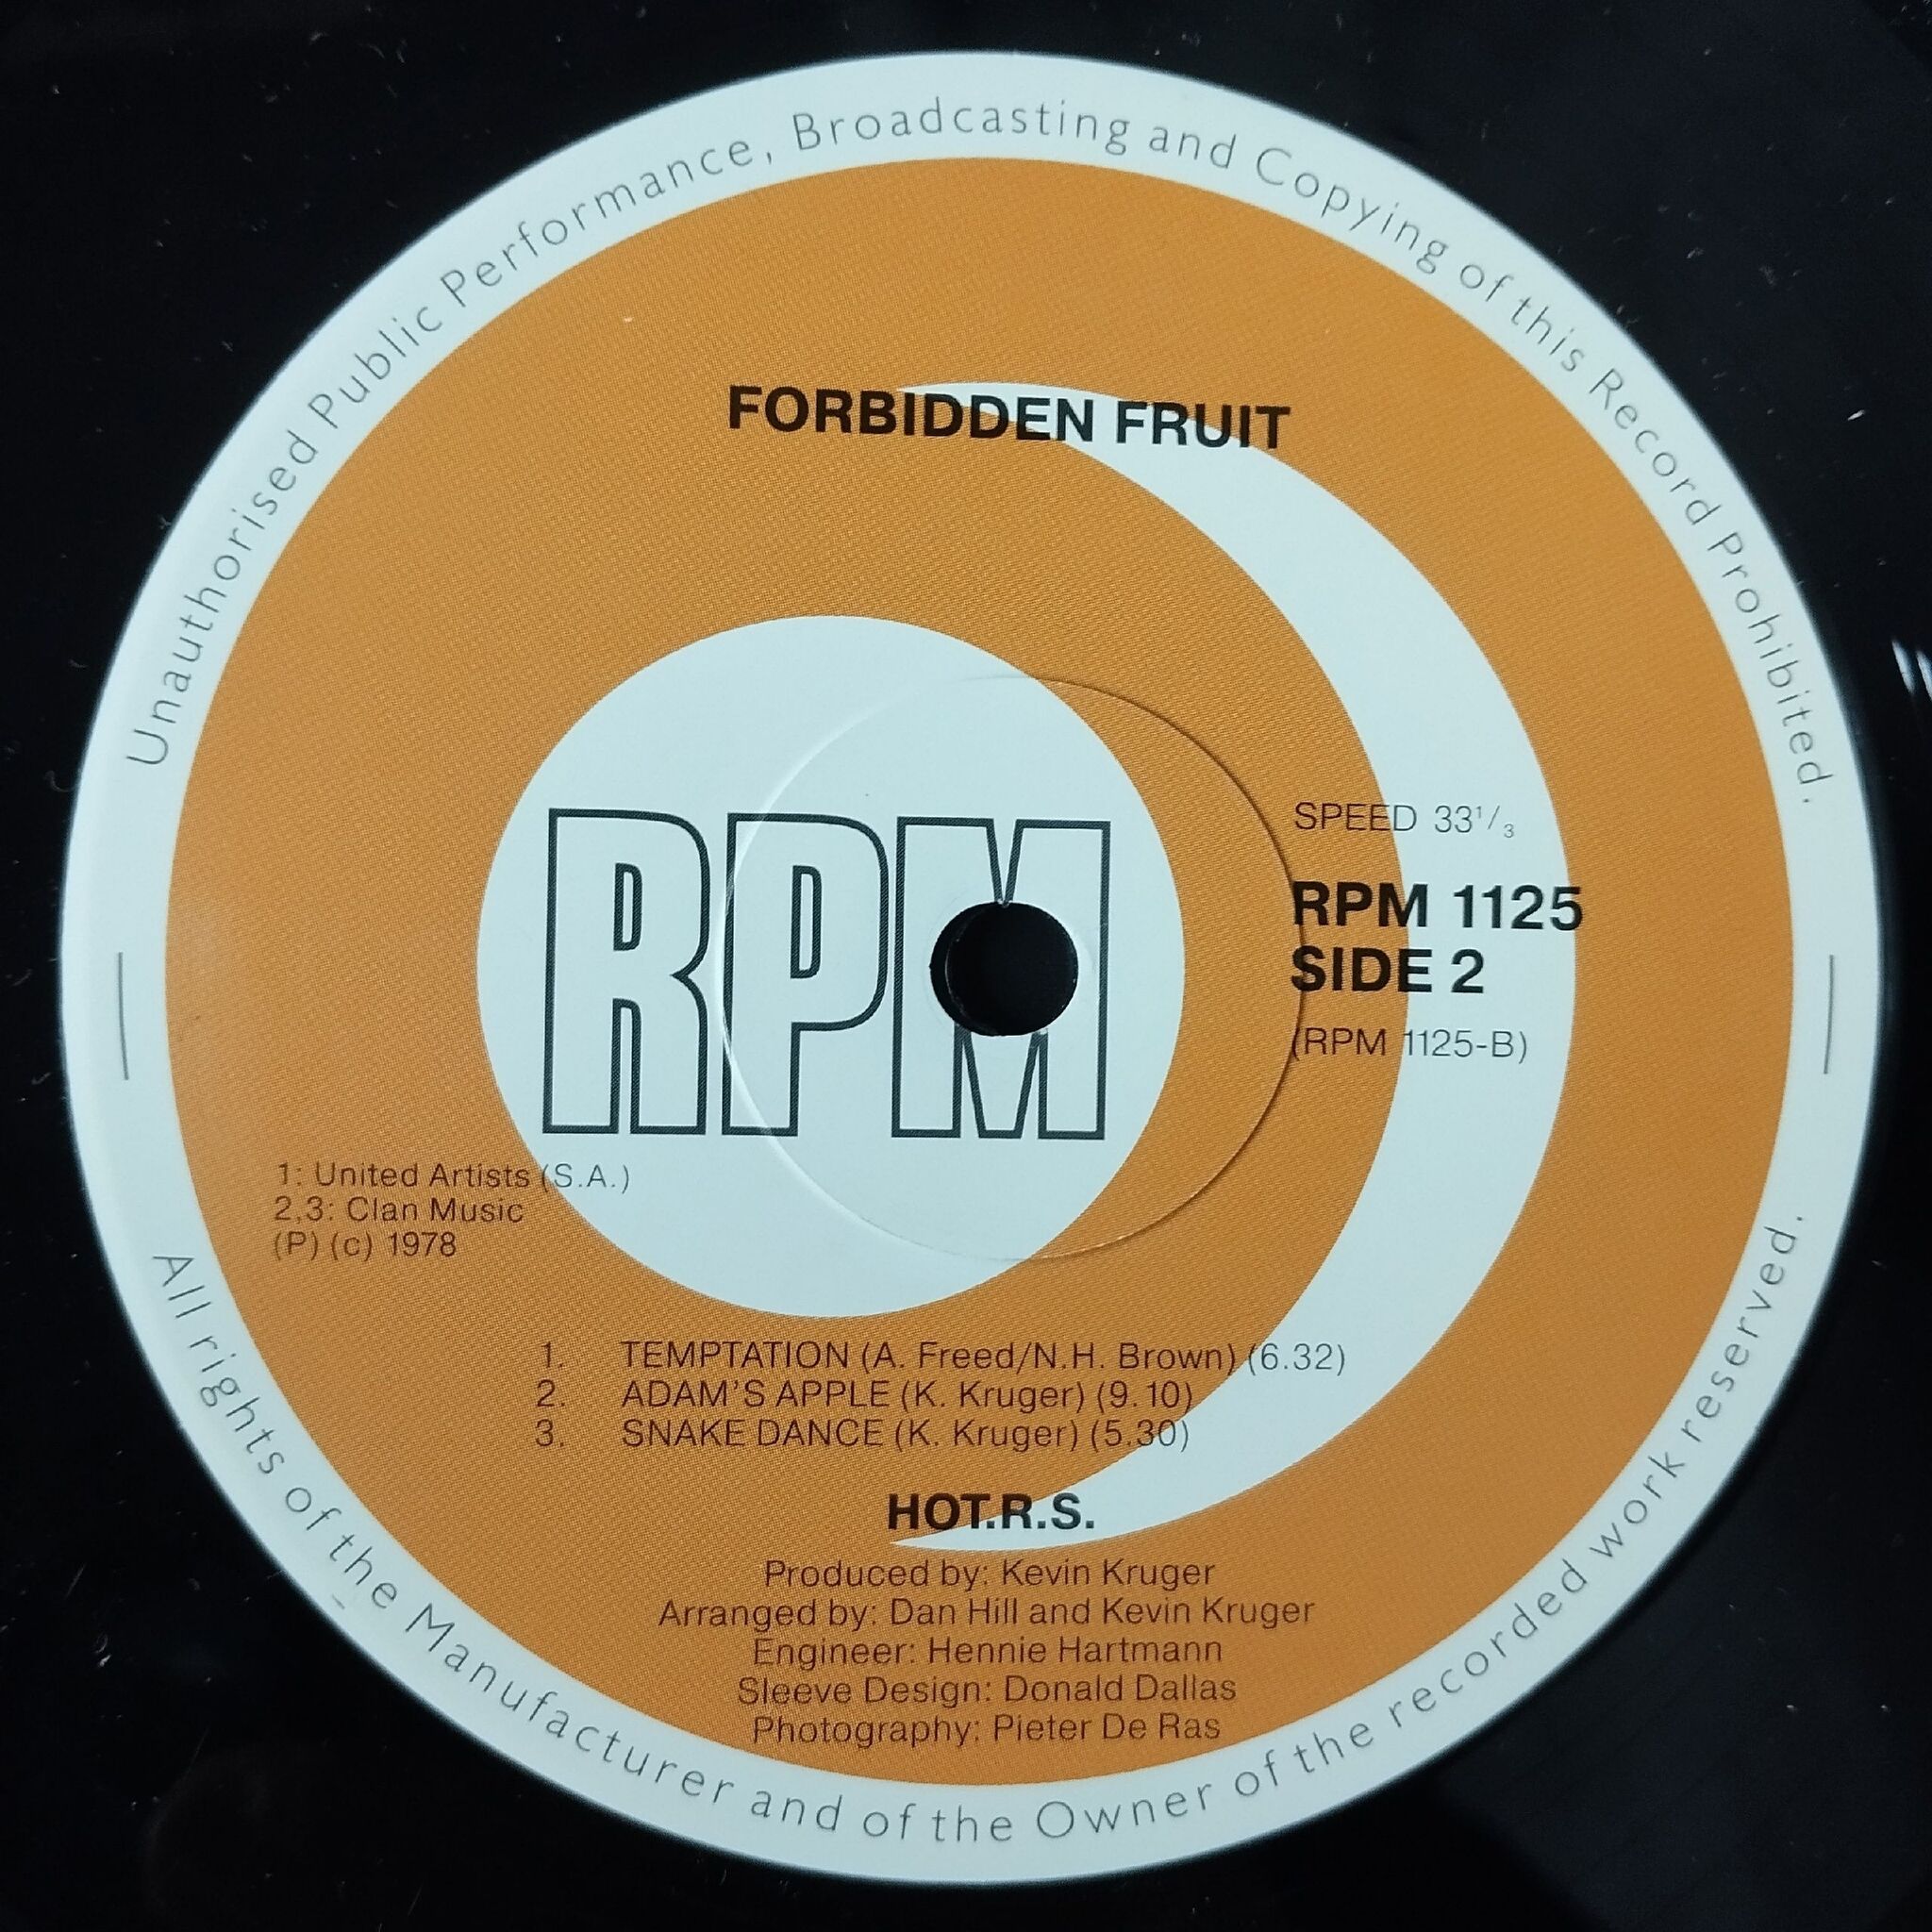 Unauthorised Public Performance, Broadcasting and Copying of this Record Prohibited.
FORBIDDEN FRUIT
RPM
SPEED 33¹/₃
RPM 1125
SIDE 2
(RPM 1125-B)
1: United Artists (S.A.)
2,3: Clan Music
(P) (c) 1978
1. TEMPTATION (A. Freed/N.H. Brown) (6.32)
2. ADAM'S APPLE (K. Kruger) (9.10)
3. SNAKE DANCE (K. Kruger) (5.30)
HOT.R.S.
Produced by: Kevin Kruger
Arranged by: Dan Hill and Kevin Kruger
Engineer: Hennie Hartmann
Sleeve Design: Donald Dallas
Photography: Pieter De Ras
All rights of the Manufacturer and of the Owner of the recorded work reserved.